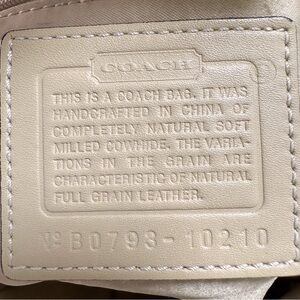 COACH
THIS IS A COACH BAG. IT WAS
HANDCRAFTED IN CHINA OF
COMPLETELY NATURAL SOFT
MILLED COWHIDE. THE VARIA-
TIONS IN THE GRAIN ARE
CHARACTERISTIC OF NATURAL
FULL GRAIN LEATHER.
Nº B0793-10210